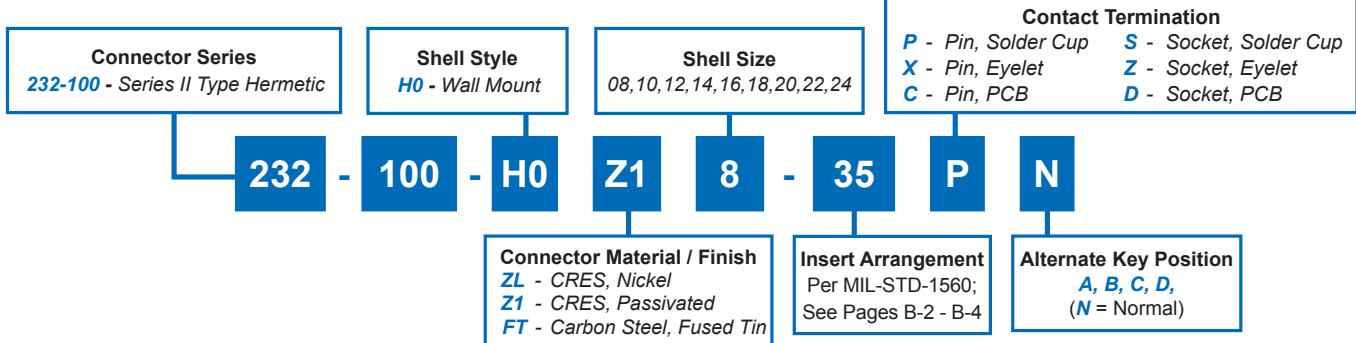 Connector Series
232-100 - Series II Type Hermetic
Shell Style
H0 - Wall Mount
Shell Size
08,10,12,14,16,18,20,22,24
Contact Termination
P - Pin, Solder Cup
X - Pin, Eyelet
C - Pin, PCB
S - Socket, Solder Cup
Z - Socket, Eyelet
D - Socket, PCB
232 - 100 - H0 Z1 8 - 35 P N
Connector Material / Finish
ZL - CRES, Nickel
Z1 - CRES, Passivated
FT - Carbon Steel, Fused Tin
Insert Arrangement
Per MIL-STD-1560;
See Pages B-2 - B-4
Alternate Key Position
A, B, C, D,
(N = Normal)